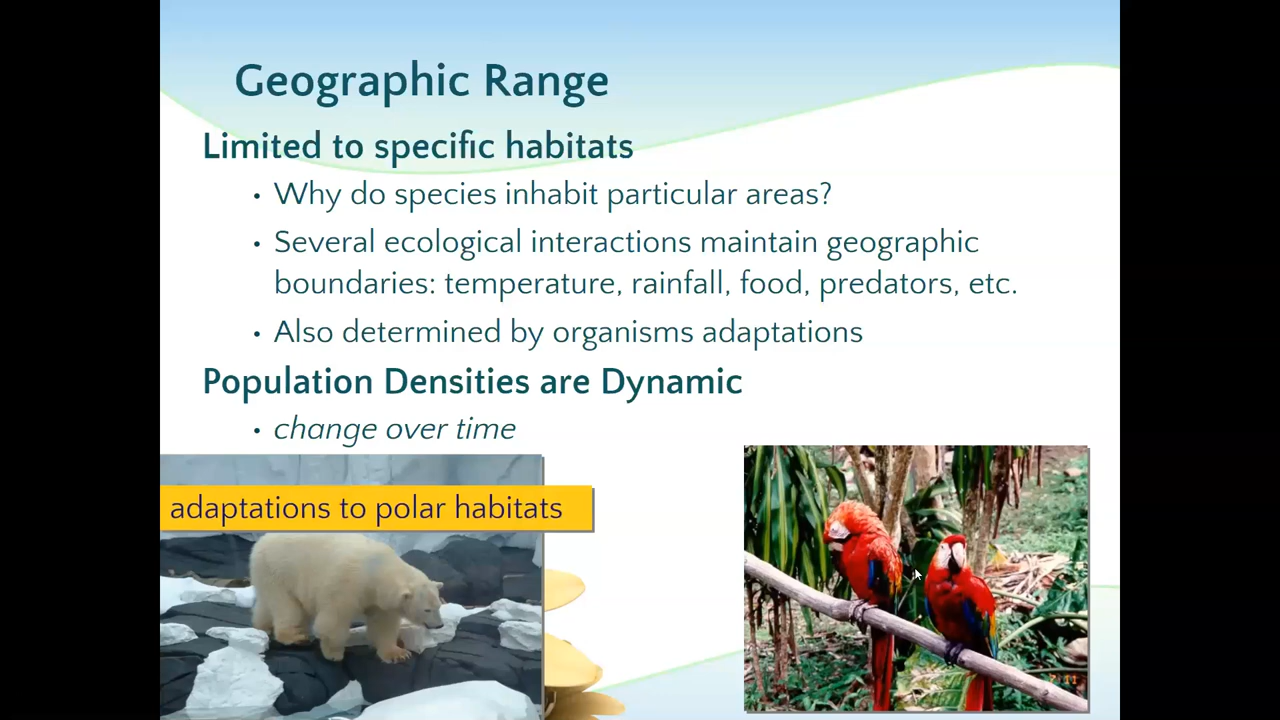 Geographic Range
Limited to specific habitats
• Why do species inhabit particular areas?
• Several ecological interactions maintain geographic
boundaries: temperature, rainfall, food, predators, etc.
• Also determined by organisms adaptations
Population Densities are Dynamic
• change over time
adaptations to polar habitats
7 11